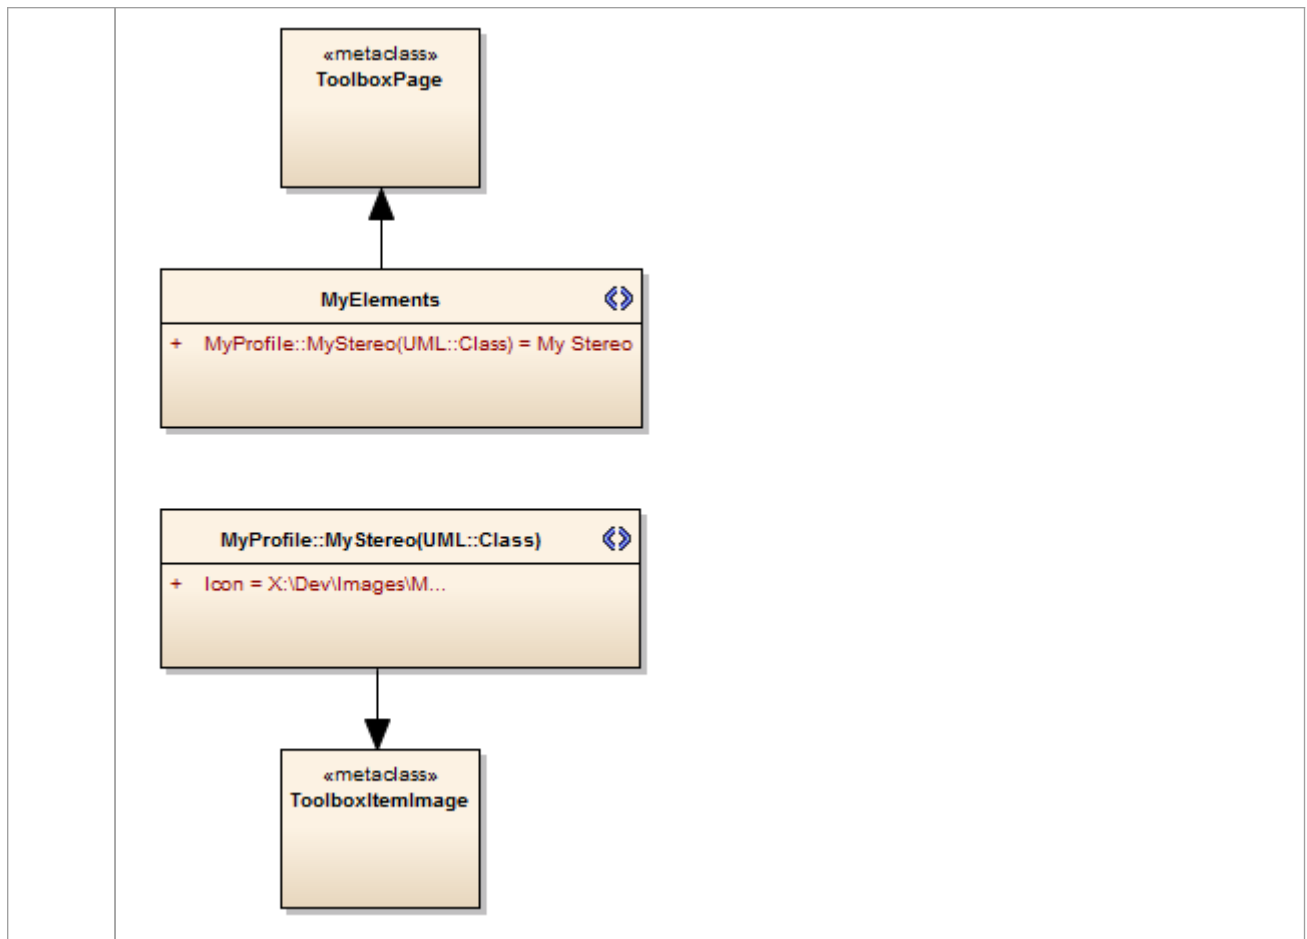 «metaclass»
ToolboxPage
MyElements
+ MyProfile::MyStereo(UML::Class) = My Stereo
MyProfile::MyStereo(UML::Class)
+ Icon = X:\Dev\Images\M...
«metaclass»
ToolboxItemImage